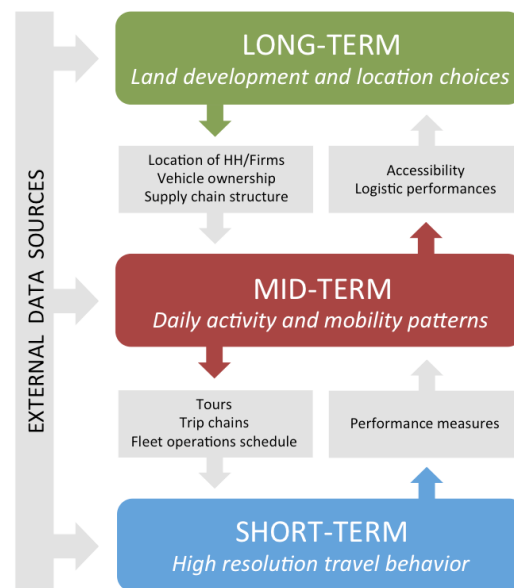 EXTERNAL DATA SOURCES
LONG-TERM
Land development and location choices
Location of HH/Firms
Vehicle ownership
Supply chain structure
Accessibility
Logistic performances
MID-TERM
Daily activity and mobility patterns
Tours
Trip chains
Fleet operations schedule
Performance measures
SHORT-TERM
High resolution travel behavior